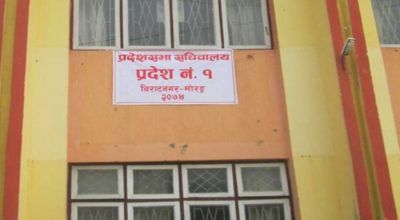 प्रदेशसभा सचिवालय
प्रदेश नं. १
विराटनगर-मोरङ
२०७४